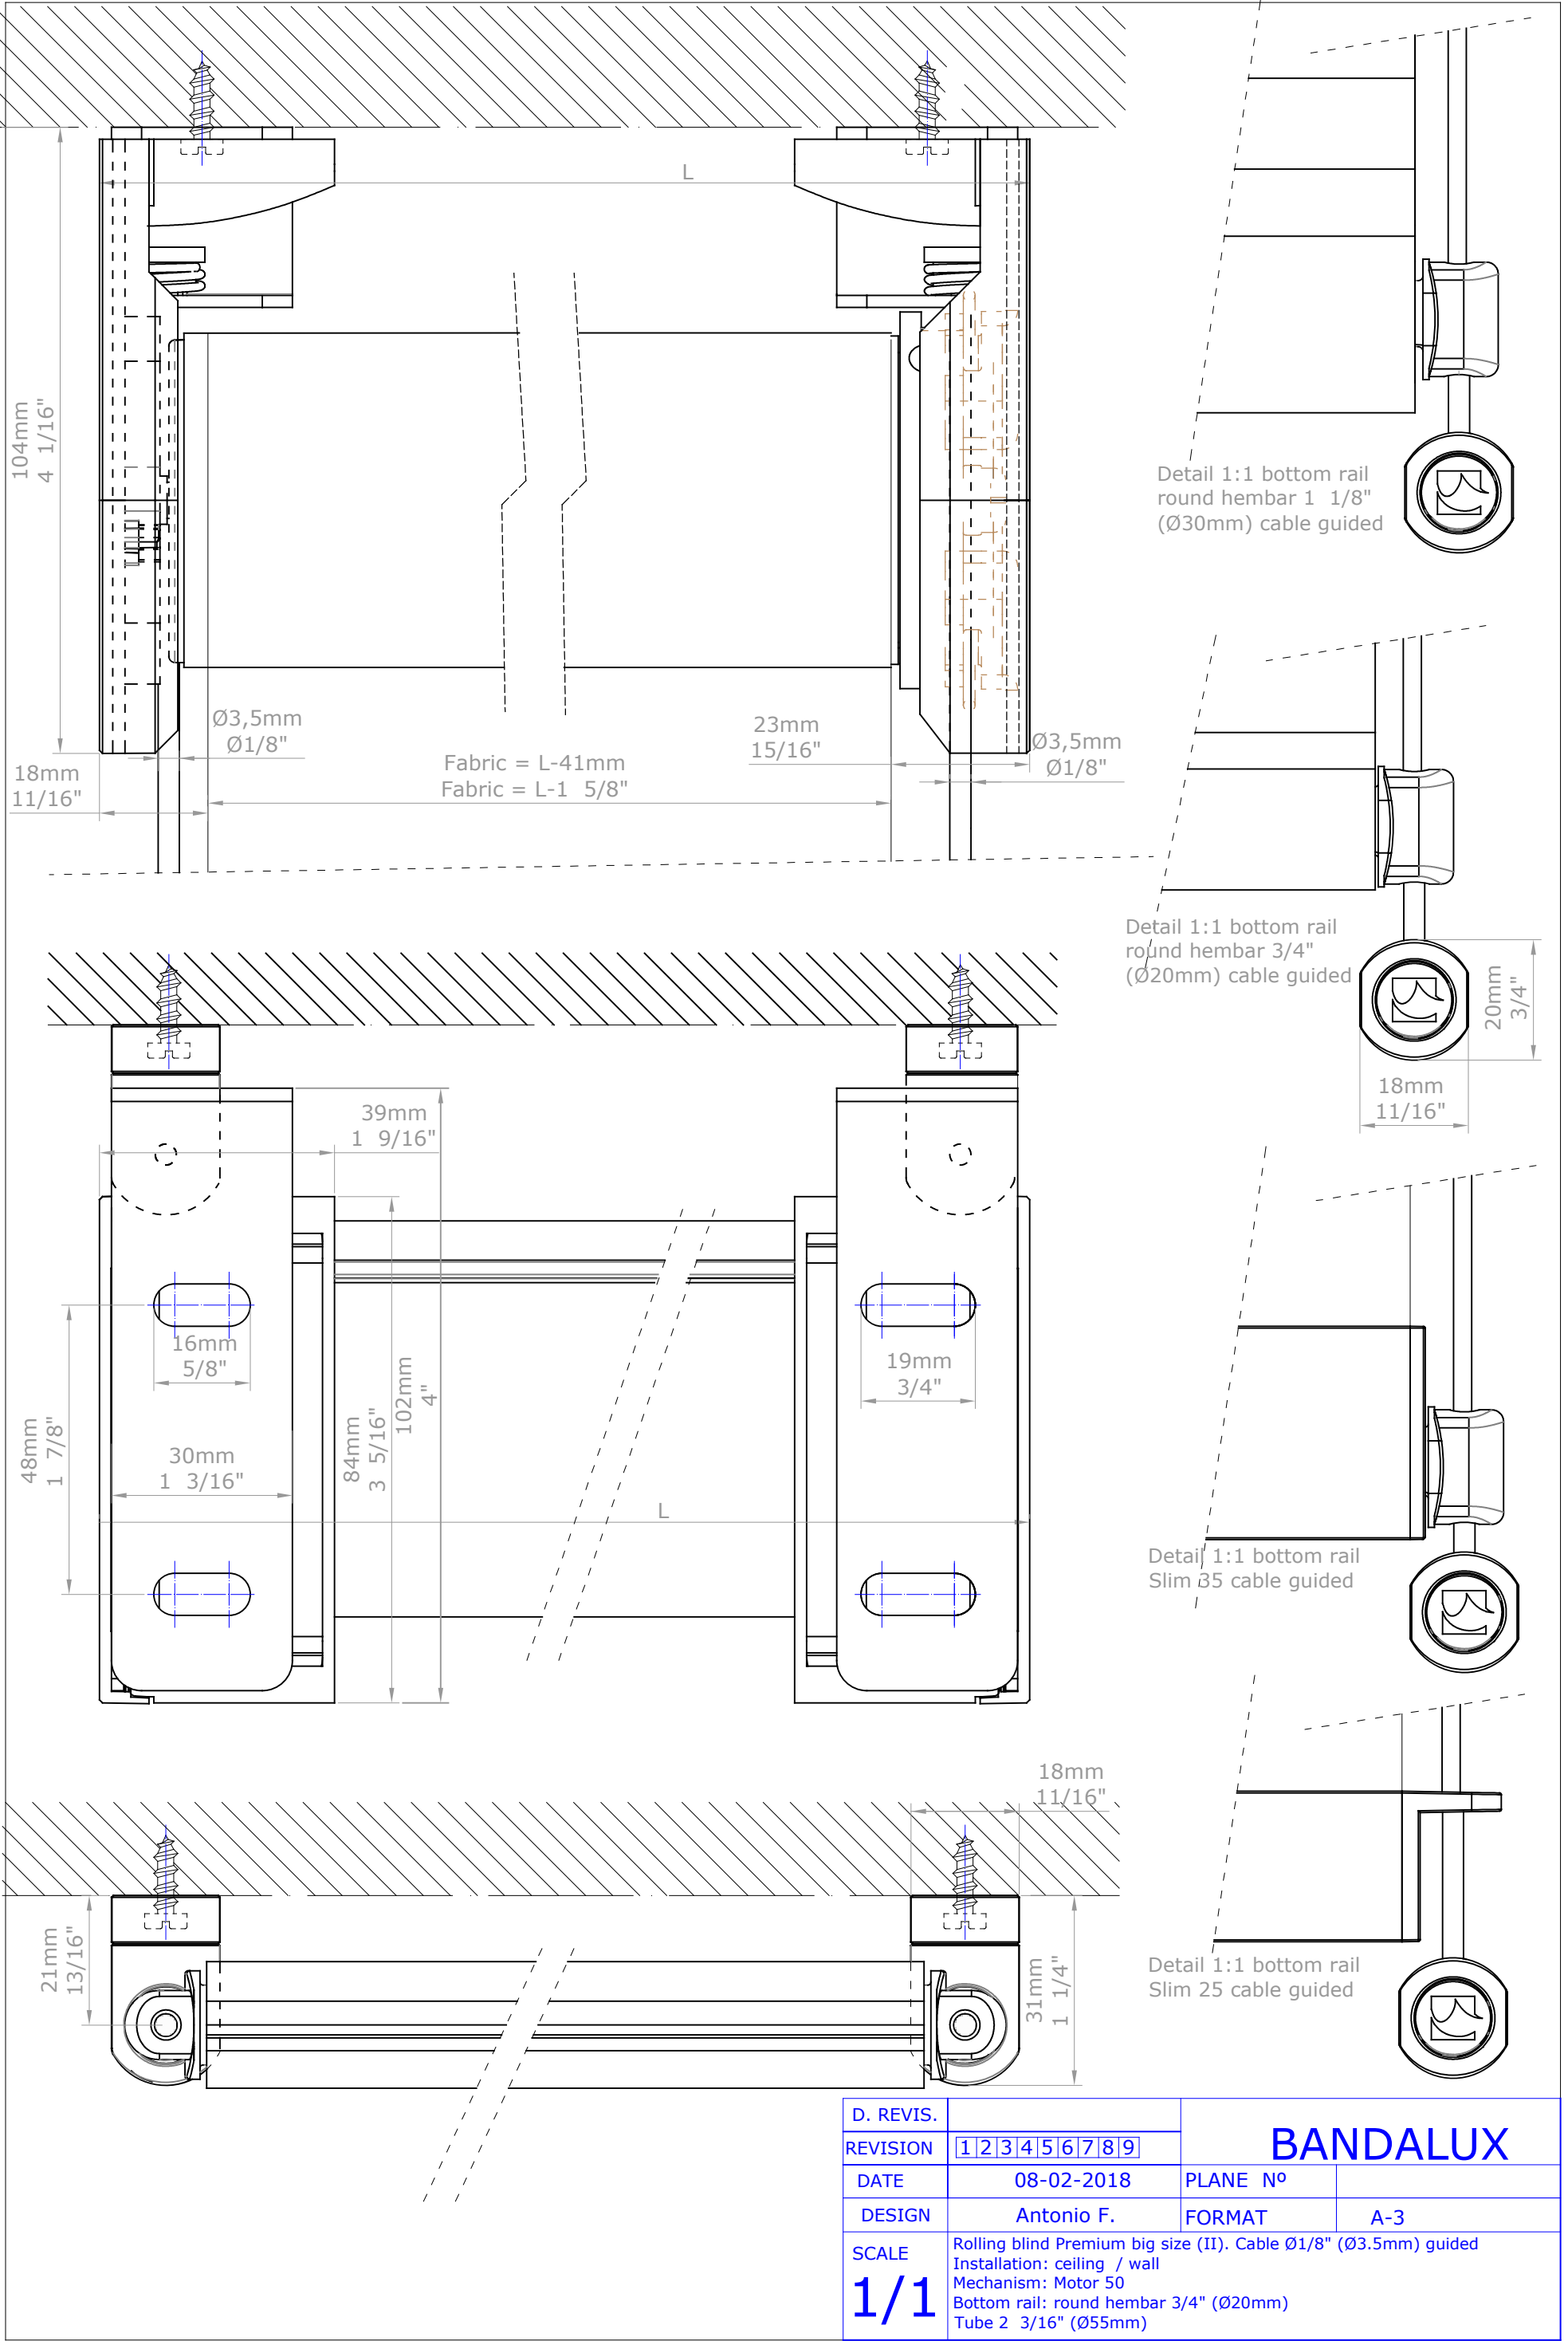 L
104mm
4 1/16"
Ø3,5mm
Ø1/8"
18mm
11/16"
Fabric = L-41mm
Fabric = L-1 5/8"
23mm
15/16"
Ø3,5mm
Ø1/8"
Detail 1:1 bottom rail
round hembar 1 1/8"
(Ø30mm) cable guided
Detail 1:1 bottom rail
round hembar 3/4"
(Ø20mm) cable guided
20mm
3/4"
18mm
11/16"
39mm
1 9/16"
16mm
5/8"
19mm
3/4"
102mm
4"
84mm
3 5/16"
48mm
1 7/8"
30mm
1 3/16"
L
Detail 1:1 bottom rail
Slim 35 cable guided
18mm
11/16"
21mm
13/16"
31mm
1 1/4"
Detail 1:1 bottom rail
Slim 25 cable guided
D. REVIS.
REVISION 1 2 3 4 5 6 7 8 9
BANDALUX
DATE 08-02-2018 PLANE Nº
DESIGN Antonio F. FORMAT A-3
SCALE
1/1
Rolling blind Premium big size (II). Cable Ø1/8" (Ø3.5mm) guided
Installation: ceiling / wall
Mechanism: Motor 50
Bottom rail: round hembar 3/4" (Ø20mm)
Tube 2 3/16" (Ø55mm)